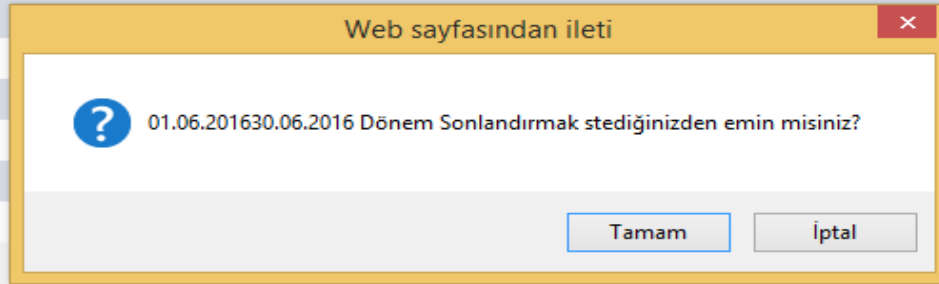 Web sayfasından ileti
01.06.201630.06.2016 Dönem Sonlandırmak stediğinizden emin misiniz?
Tamam
İptal